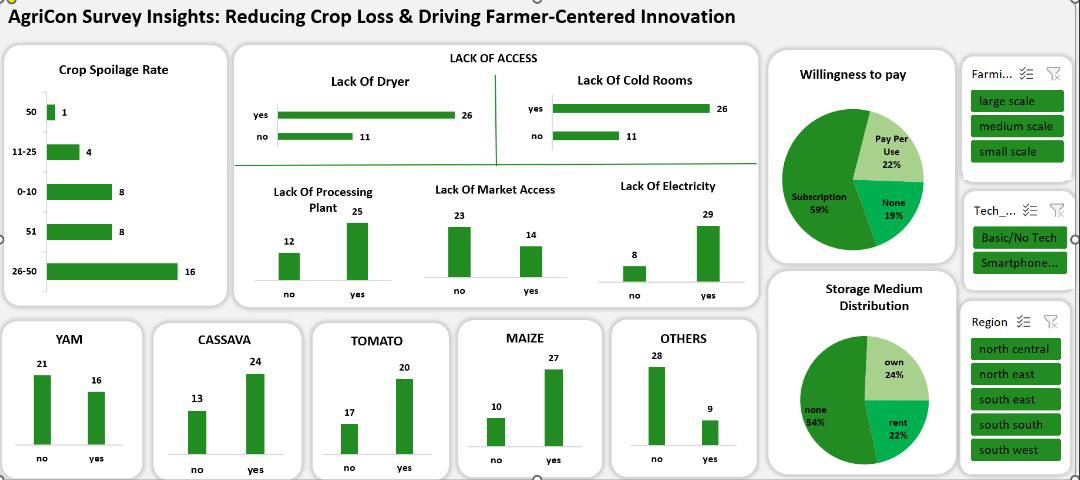 AgriCon Survey Insights: Reducing Crop Loss & Driving Farmer-Centered Innovation
Crop Spoilage Rate
50 1
11-25 4
0-10 8
51 8
26-50 16
LACK OF ACCESS
Lack Of Dryer
yes 26
no 11
Lack Of Cold Rooms
yes 26
no 11
Lack Of Processing
Plant
12 25
no yes
Lack Of Market Access
23 14
no yes
Lack Of Electricity
8 29
no yes
Willingness to pay
Pay Per
Use
22%
Subscription
59%
None
19%
Storage Medium
Distribution
own
24%
none
54%
rent
22%
YAM
21 16
no yes
CASSAVA
13 24
no yes
TOMATO
17 20
no yes
MAIZE
10 27
no yes
OTHERS
28 9
no yes
Farmi...
large scale
medium scale
small scale
Tech_...
Basic/No Tech
Smartphone...
Region
north central
north east
south east
south south
south west